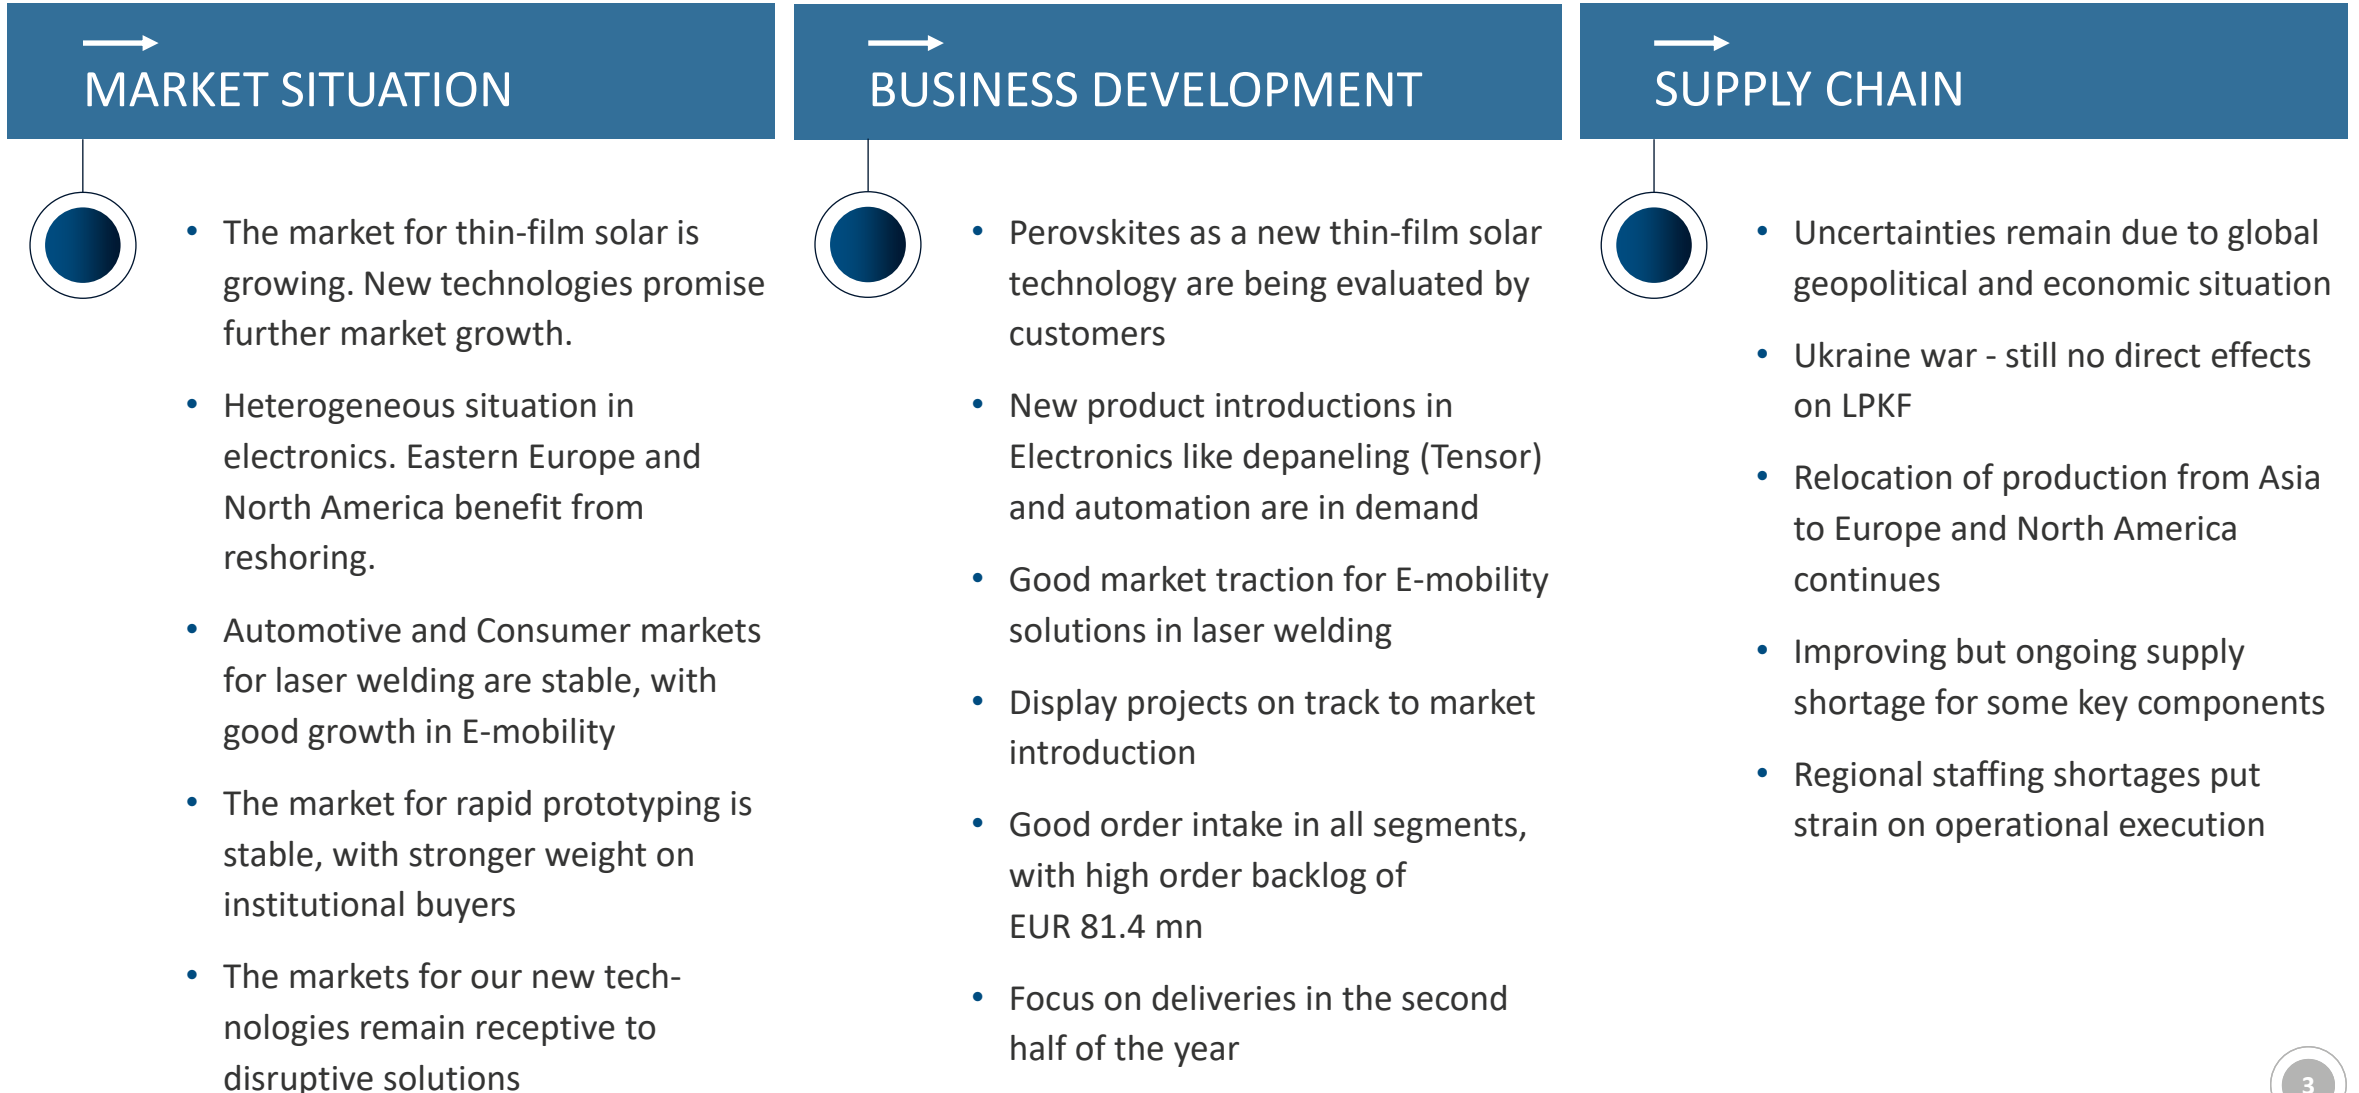 MARKET SITUATION
• The market for thin-film solar is
growing. New technologies promise
further market growth.
• Heterogeneous situation in
electronics. Eastern Europe and
North America benefit from
reshoring.
• Automotive and Consumer markets
for laser welding are stable, with
good growth in E-mobility
• The market for rapid prototyping is
stable, with stronger weight on
institutional buyers
• The markets for our new tech-
nologies remain receptive to
disruptive solutions
BUSINESS DEVELOPMENT
• Perovskites as a new thin-film solar
technology are being evaluated by
customers
• New product introductions in
Electronics like depaneling (Tensor)
and automation are in demand
• Good market traction for E-mobility
solutions in laser welding
• Display projects on track to market
introduction
• Good order intake in all segments,
with high order backlog of
EUR 81.4 mn
• Focus on deliveries in the second
half of the year
SUPPLY CHAIN
• Uncertainties remain due to global
geopolitical and economic situation
• Ukraine war - still no direct effects
on LPKF
• Relocation of production from Asia
to Europe and North America
continues
• Improving but ongoing supply
shortage for some key components
• Regional staffing shortages put
strain on operational execution
3